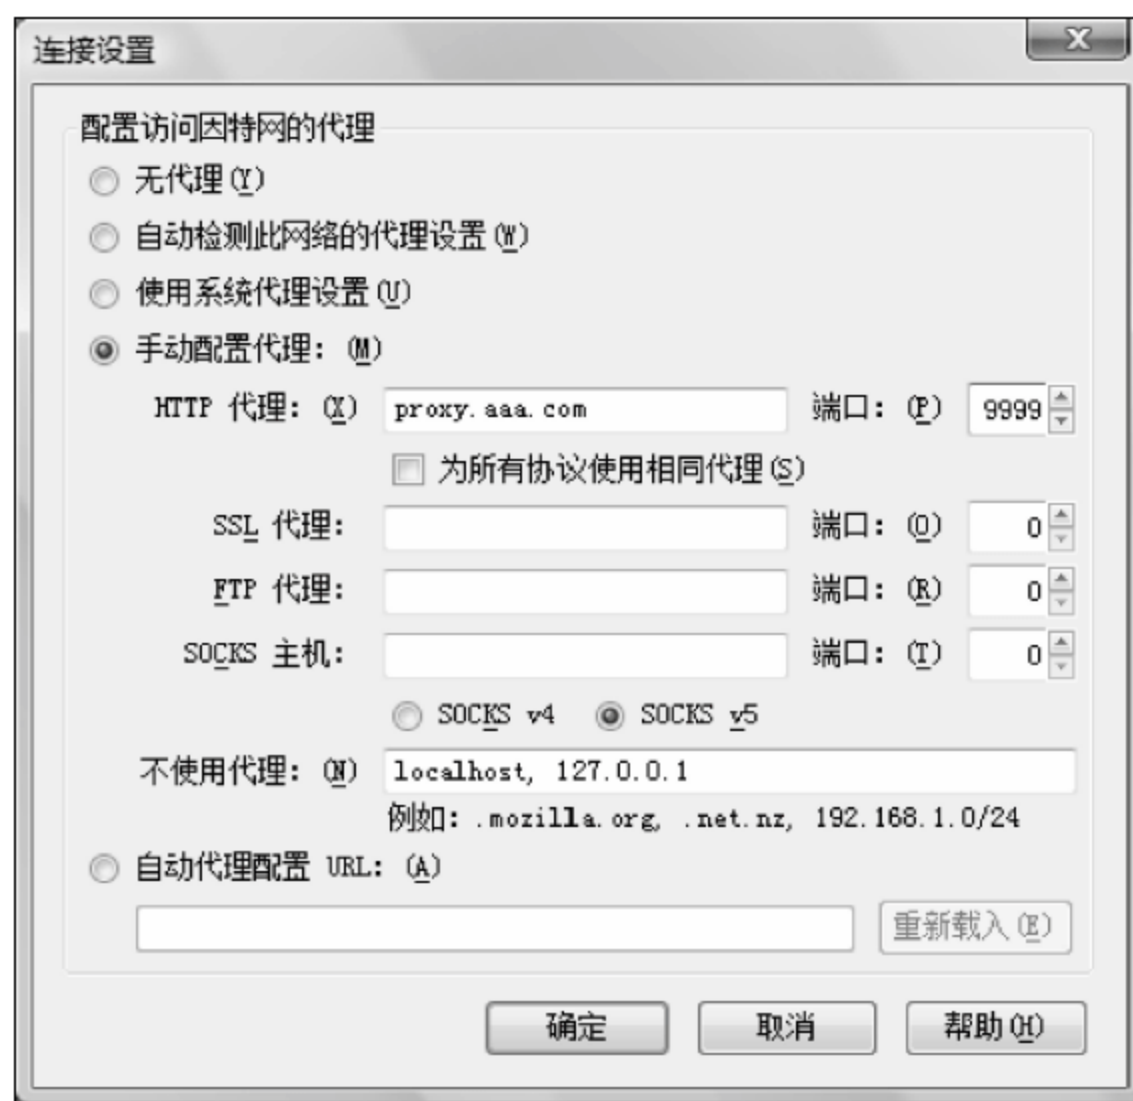 连接设置
配置访问因特网的代理
无代理(Y)
自动检测此网络的代理设置(W)
使用系统代理设置(U)
手动配置代理: (M)
HTTP 代理: (X) proxy.aaa.com 端口: (P) 9999
为所有协议使用相同代理(S)
SSL 代理: 端口: (O) 0
FTP 代理: 端口: (R) 0
SOCKS 主机: 端口: (T) 0
SOCKS v4 SOCKS v5
不使用代理: (N) localhost, 127.0.0.1
例如: .mozilla.org, .net.nz, 192.168.1.0/24
自动代理配置 URL: (A)
重新载入(E)
确定 取消 帮助(H)